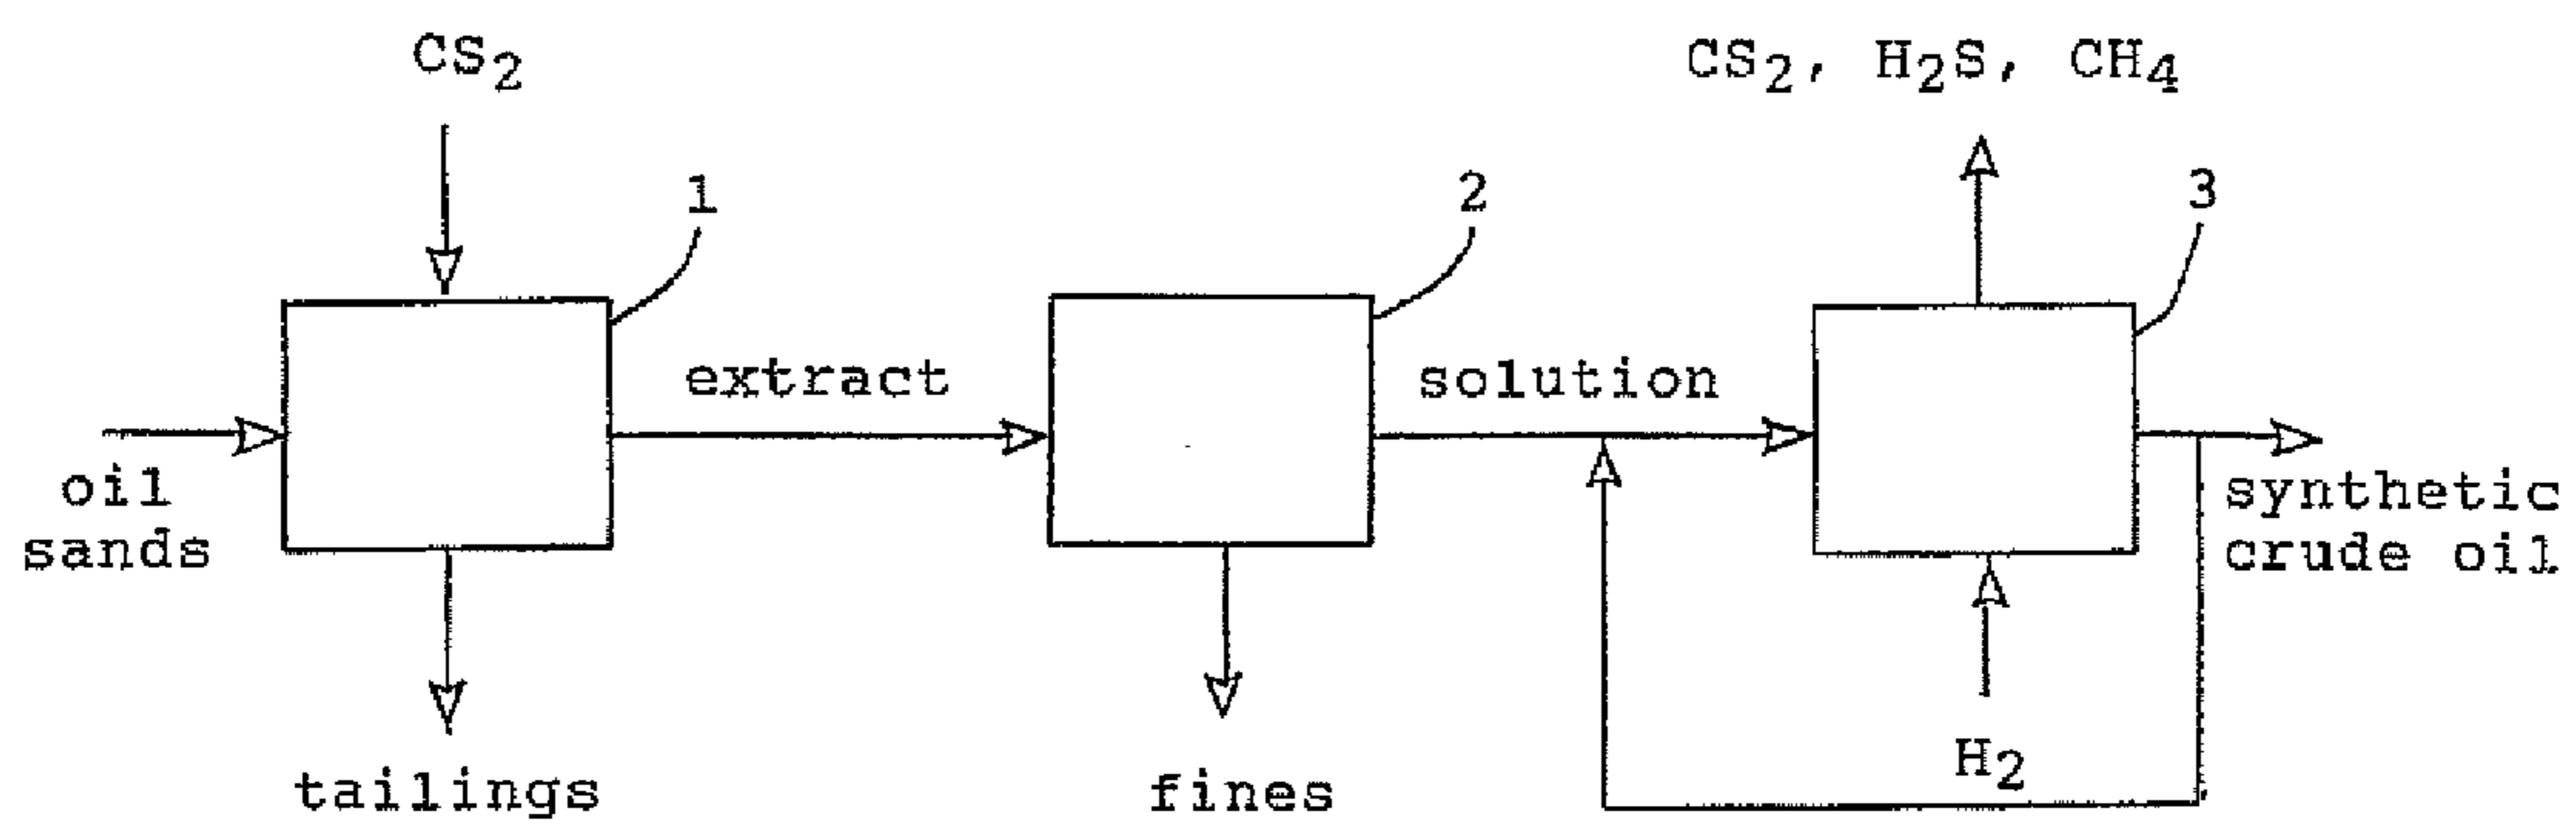 CS2
CS2, H2S, CH4
1
2
3
extract
solution
oil
sands
synthetic
crude oil
H2
tailings
fines